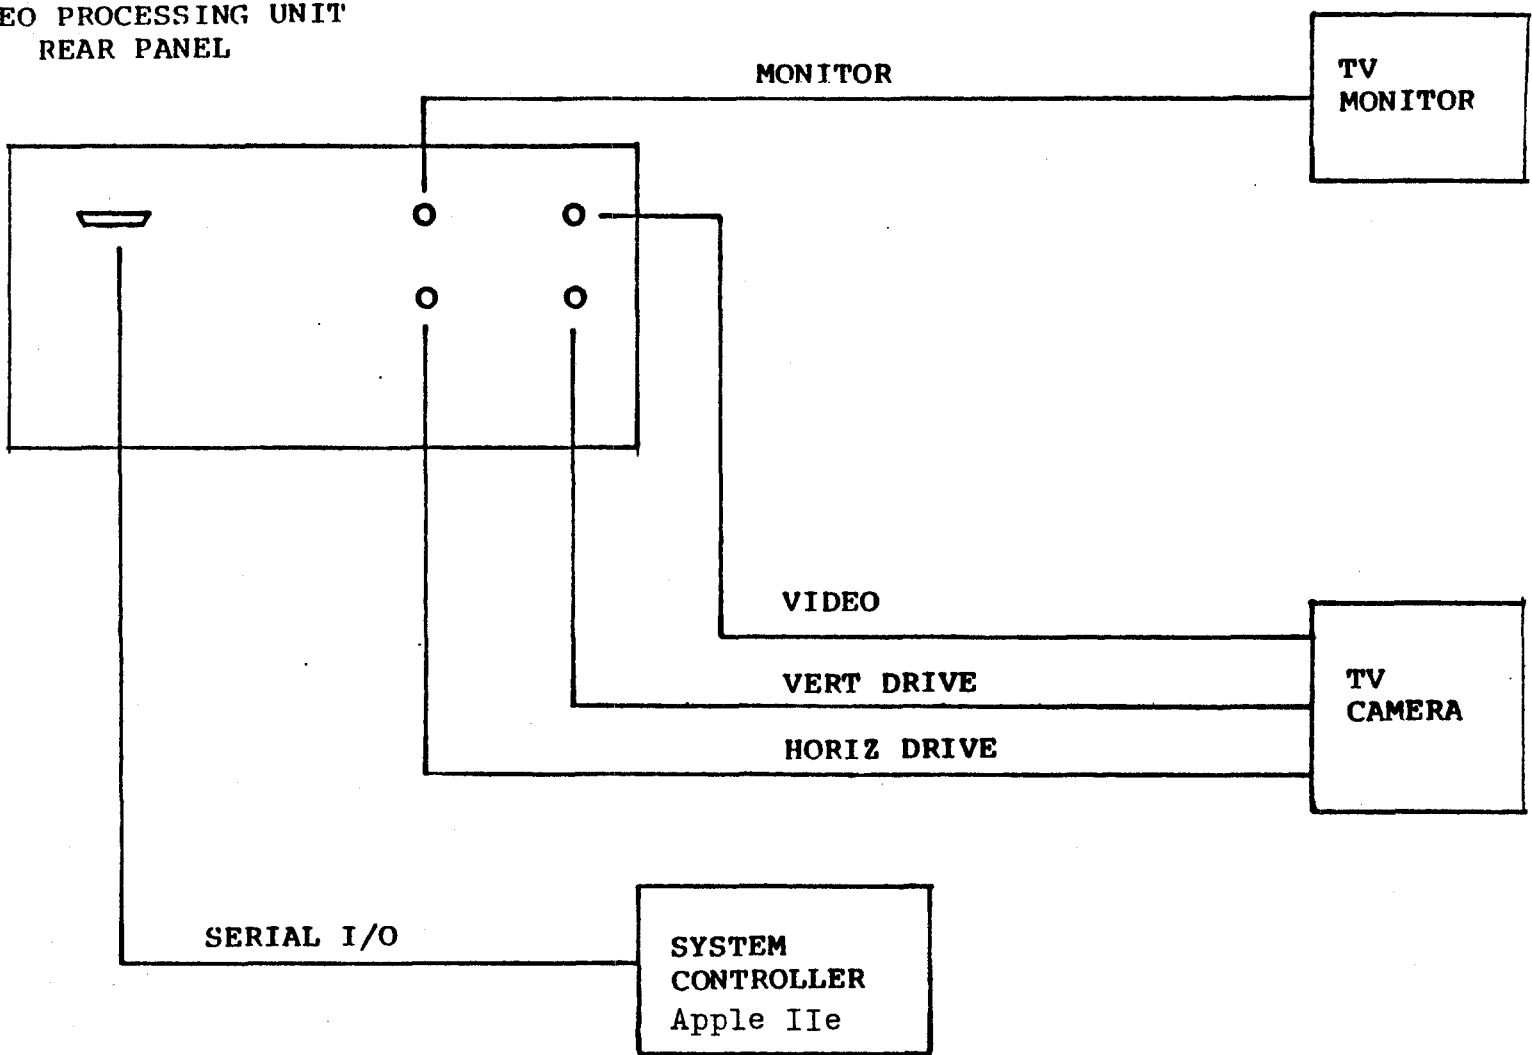 EO PROCESSING UNIT
REAR PANEL
MONITOR
TV
MONITOR
VIDEO
VERT DRIVE
HORIZ DRIVE
TV
CAMERA
SERIAL I/O
SYSTEM
CONTROLLER
Apple IIe